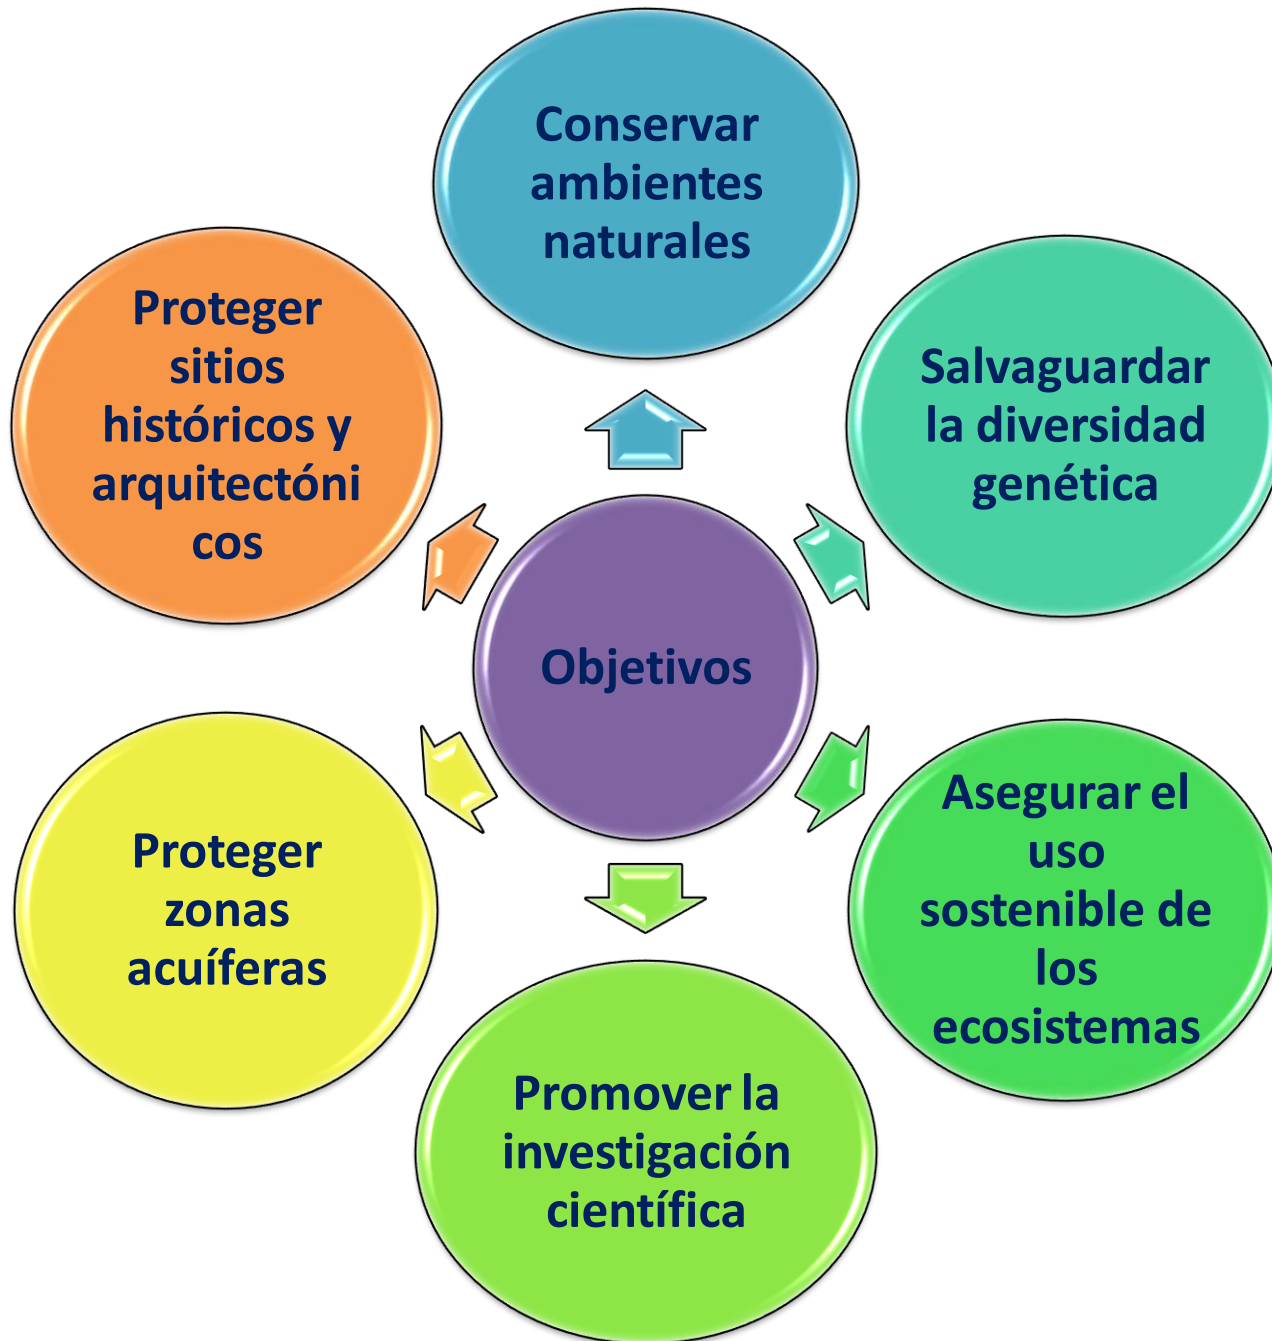 Conservar
ambientes
naturales
Salvaguardar
la diversidad
genética
Asegurar el
uso
sostenible de
los
ecosistemas
Promover la
investigación
científica
Proteger
zonas
acuíferas
Proteger
sitios
históricos y
arquitectóni
cos
Objetivos